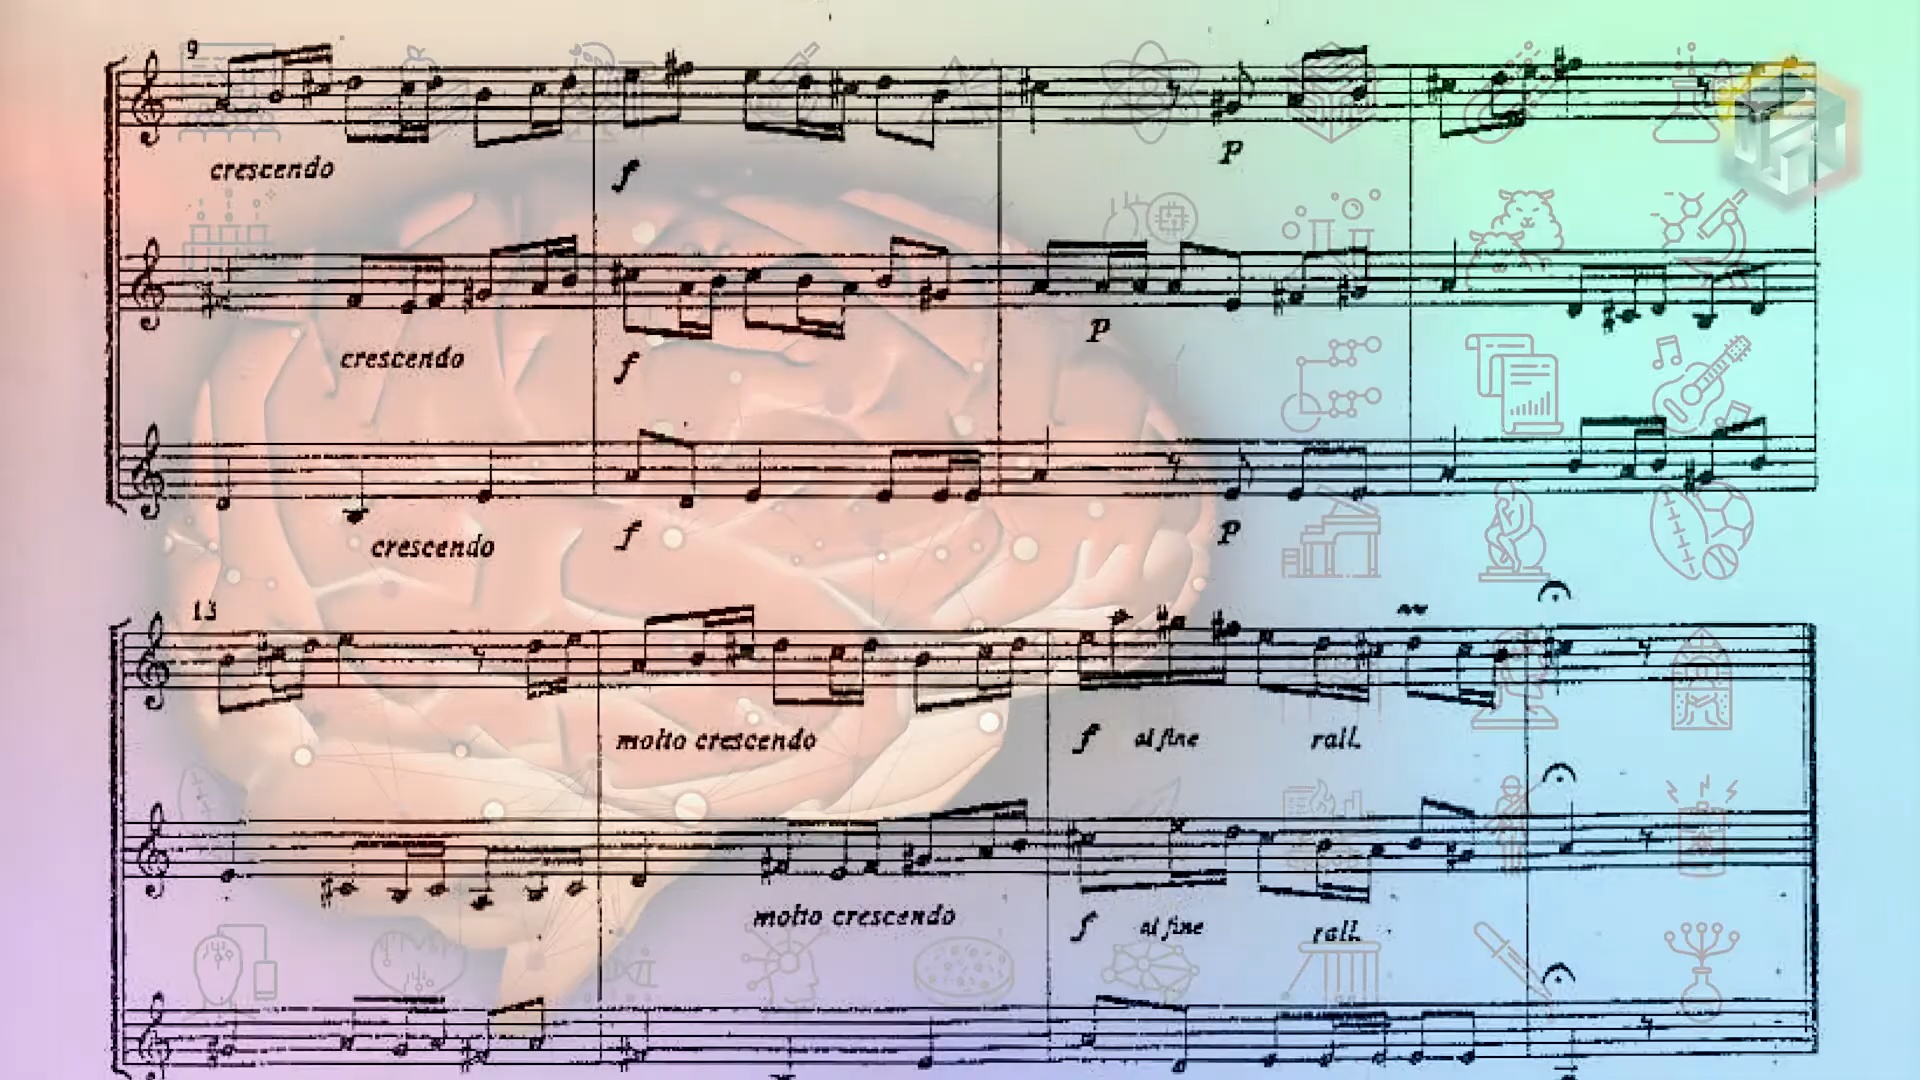 9
crescendo
f
p
crescendo
f
p
crescendo
f
p
13
molto crescendo
f al fine rall.
molto crescendo
f al fine rall.